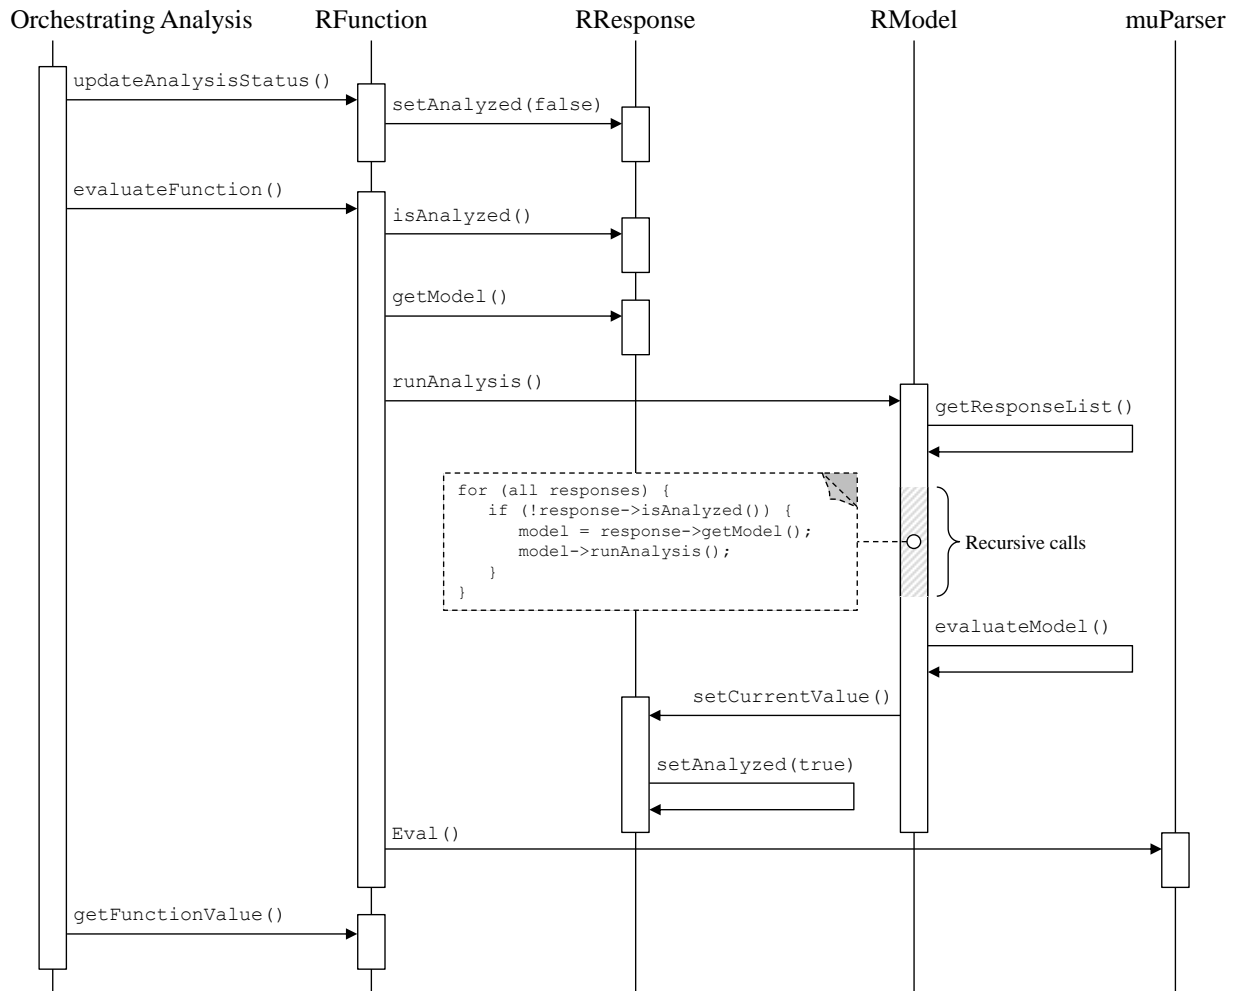 Orchestrating Analysis RFunction RResponse RModel muParser
updateAnalysisStatus()
setAnalyzed(false)
evaluateFunction()
isAnalyzed()
getModel()
runAnalysis()
getResponseList()
for (all responses) {
if (!response->isAnalyzed()) {
model = response->getModel();
model->runAnalysis();
}
}
Recursive calls
evaluateModel()
setCurrentValue()
setAnalyzed(true)
Eval()
getFunctionValue()